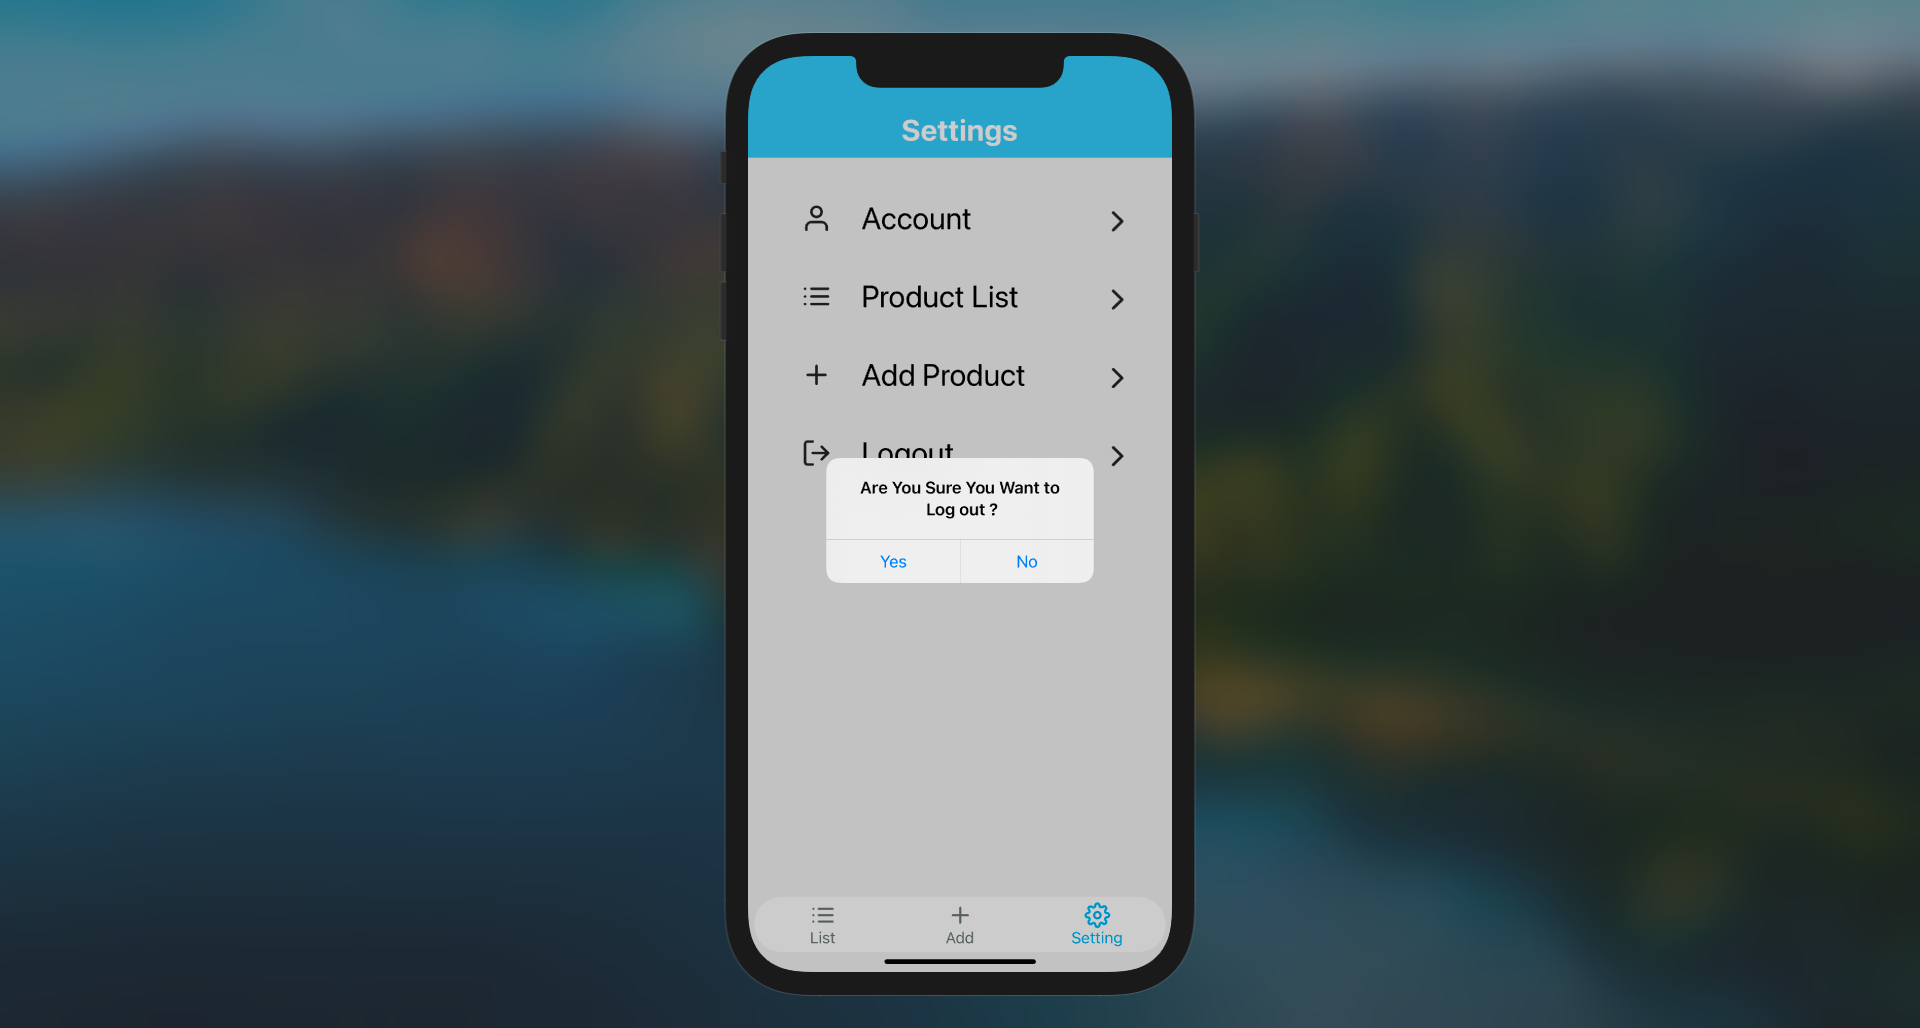 Settings
Account
Product List
Add Product
Logout
Are You Sure You Want to
Log out ?
Yes No
List Add Setting